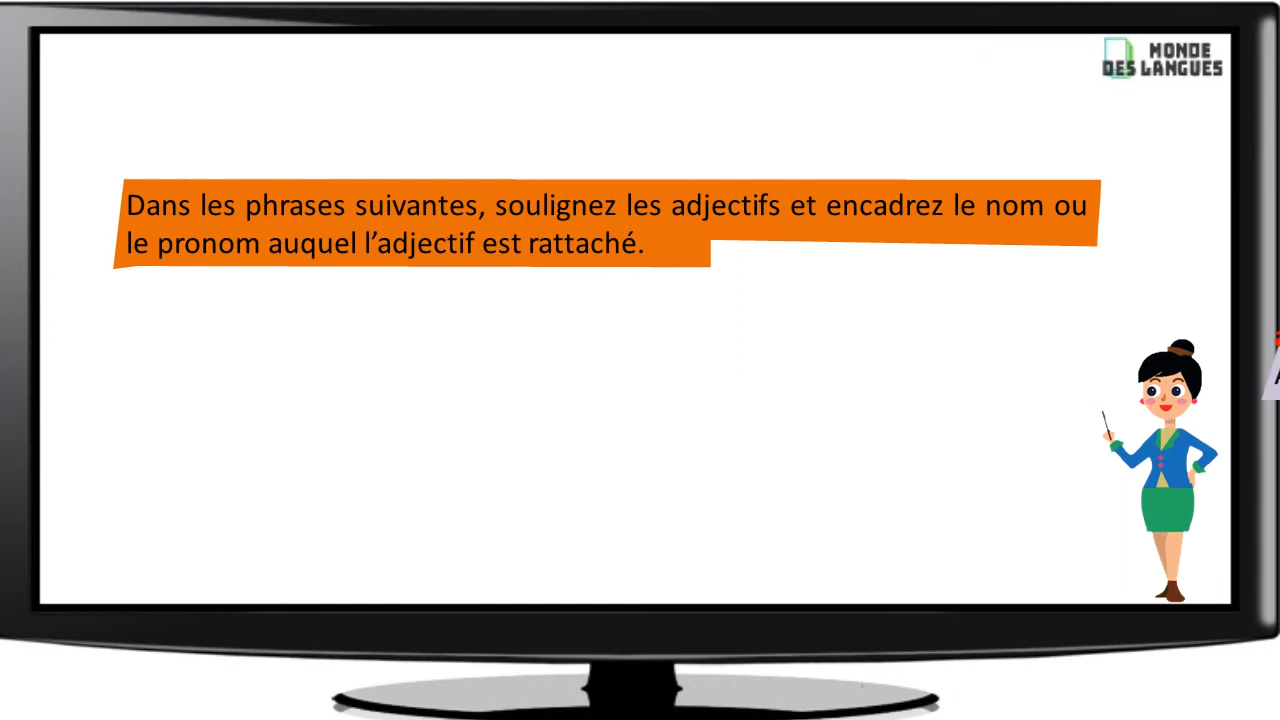 MONDE
DES LANGUES
Dans les phrases suivantes, soulignez les adjectifs et encadrez le nom ou
le pronom auquel l’adjectif est rattaché.